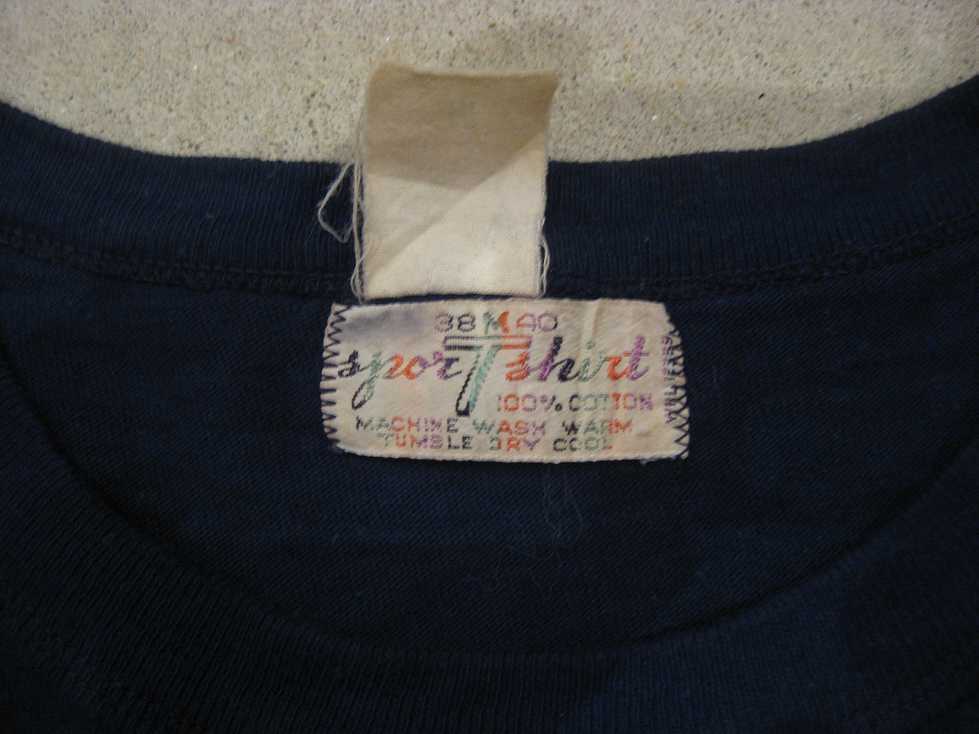 38 M 40
sporTshirt
100% COTTON
MACHINE WASH WARM
TUMBLE DRY COOL